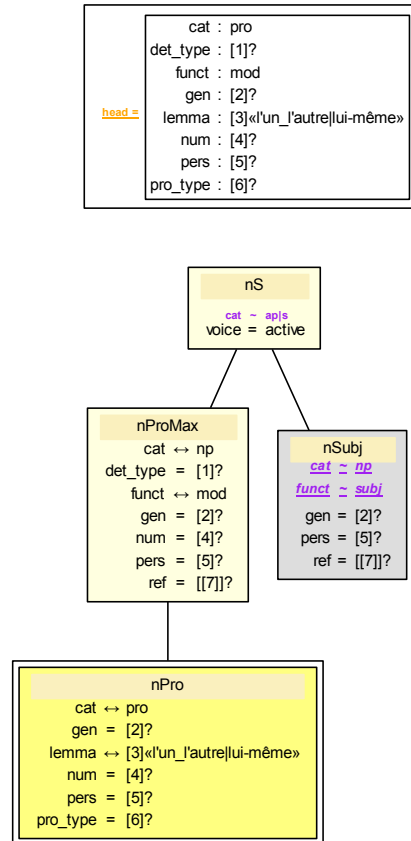 head =
cat : pro
det_type : [1]?
funct : mod
gen : [2]?
lemma : [3]«l'un_l'autre|lui-même»
num : [4]?
pers : [5]?
pro_type : [6]?
nS
cat ~ ap|s
voice = active
nProMax
cat ↔ np
det_type = [1]?
funct ↔ mod
gen = [2]?
num = [4]?
pers = [5]?
ref = [[7]]?
nSubj
cat ~ np
funct ~ subj
gen = [2]?
pers = [5]?
ref = [[7]]?
nPro
cat ↔ pro
gen = [2]?
lemma ↔ [3]«l'un_l'autre|lui-même»
num = [4]?
pers = [5]?
pro_type = [6]?